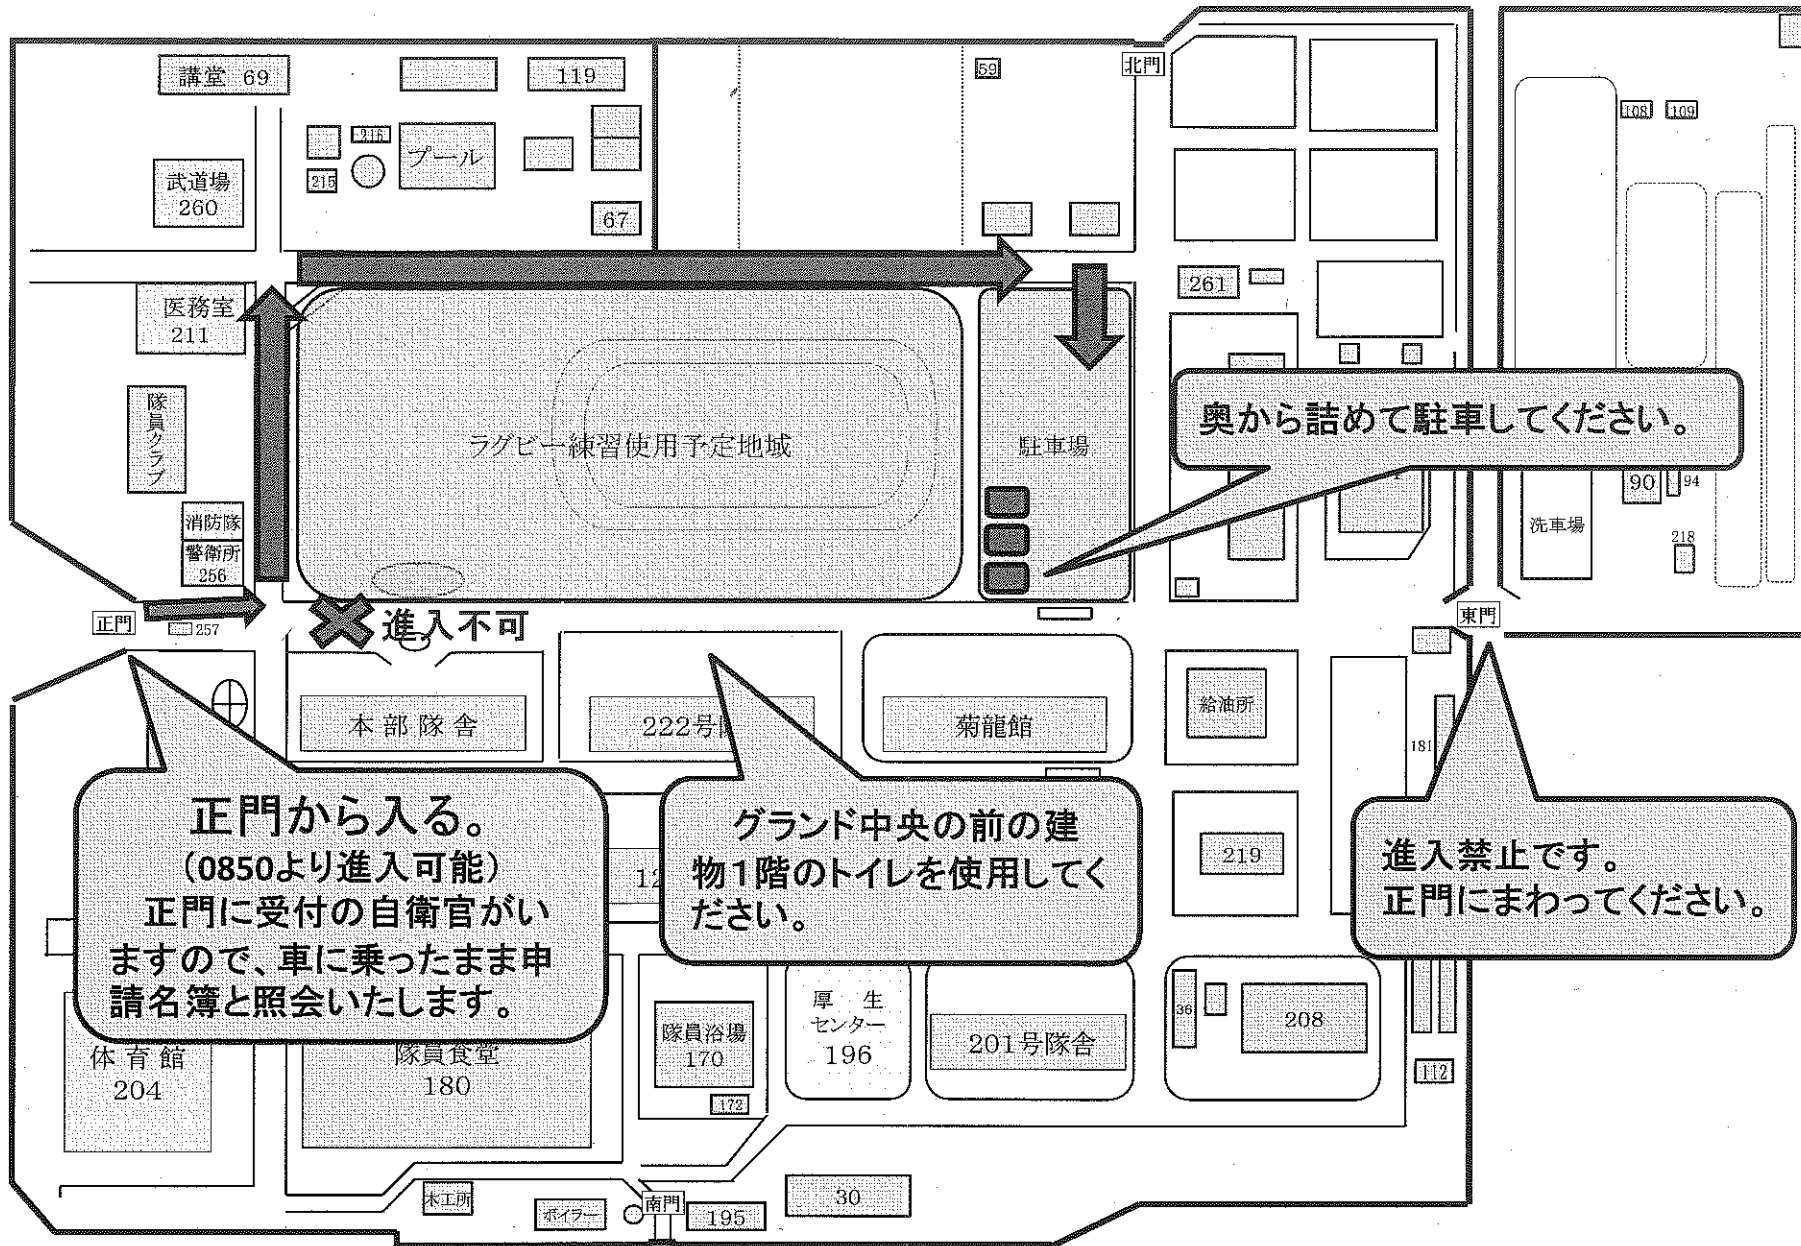 講堂 69
119
59
北門
108
109
216
プール
215
武道場
260
67
医務室
211
261
隊員クラブ
ラグビー練習使用予定地域
駐車場
奥から詰めて駐車してください。
90
94
洗車場
218
消防隊
警衛所
256
正門
257
進入不可
東門
本部隊舎
222号
菊龍館
給油所
181
正門から入る。
(0850より進入可能)
正門に受付の自衛官がい
ますので、車に乗ったまま申
請名簿と照会いたします。
グランド中央の前の建
物1階のトイレを使用してく
ださい。
219
進入禁止です。
正門にまわってください。
体育館
204
隊員食堂
180
隊員浴場
170
172
厚生
センター
196
201号隊舎
36
208
112
木工所
ボイラー
南門
195
30